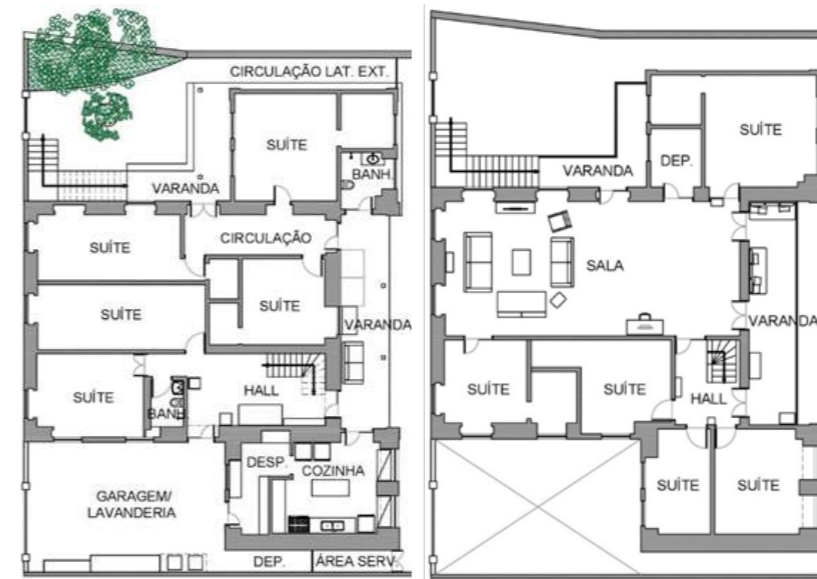 CIRCULAÇÃO LAT. EXT.
SUÍTE
BANH.
VARANDA
CIRCULAÇÃO
SUÍTE
SUÍTE
SUÍTE
VARANDA
SUÍTE
BANH.
HALL
DESP.
COZINHA
GARAGEM/
LAVANDERIA
DEP.
ÁREA SERV.
SUÍTE
DEP.
VARANDA
SALA
VARANDA
SUÍTE
SUÍTE
HALL
SUÍTE
SUÍTE